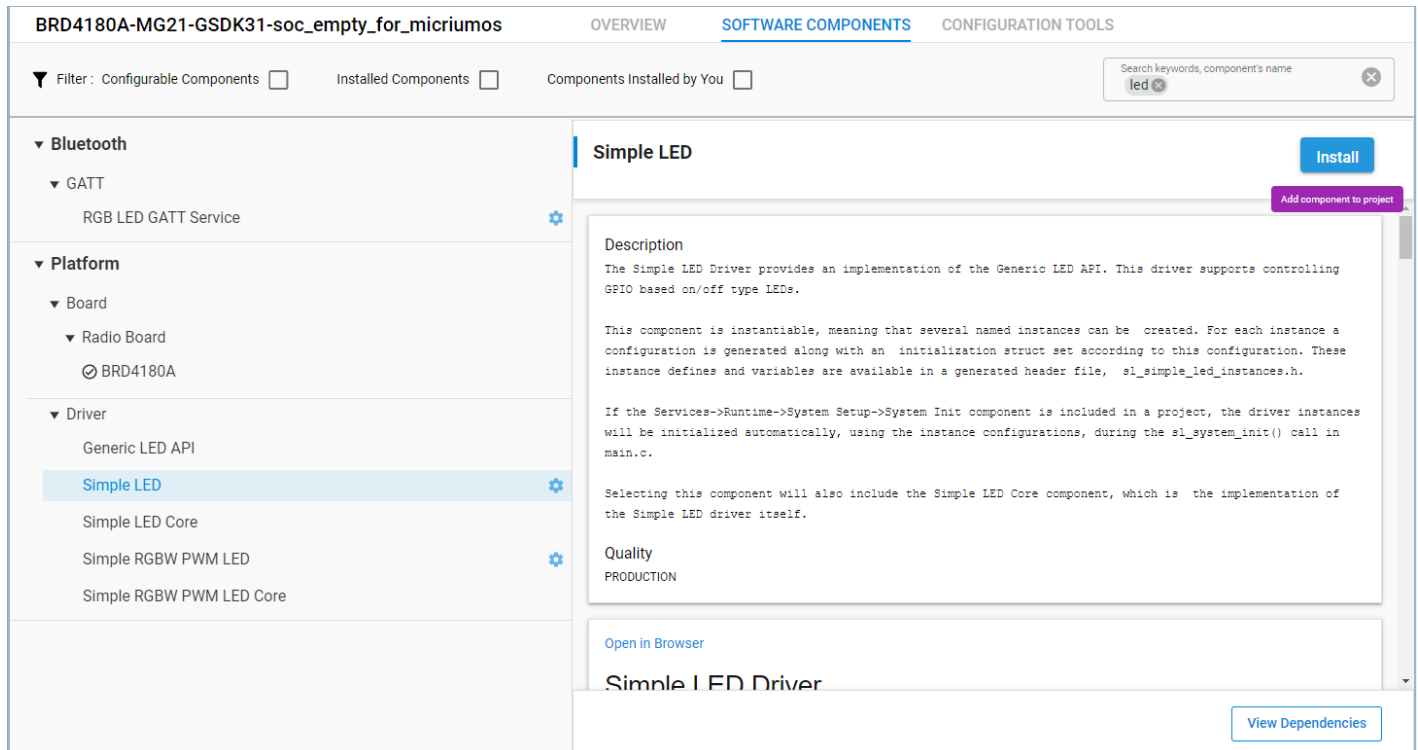 BRD4180A-MG21-GSDK31-soc_empty_for_micriumos
OVERVIEW
SOFTWARE COMPONENTS
CONFIGURATION TOOLS
Filter : Configurable Components
Installed Components
Components Installed by You
Search keywords, component's name
led
Bluetooth
GATT
RGB LED GATT Service
Platform
Board
Radio Board
BRD4180A
Driver
Generic LED API
Simple LED
Simple LED Core
Simple RGBW PWM LED
Simple RGBW PWM LED Core
Simple LED
Install
Add component to project
Description
The Simple LED Driver provides an implementation of the Generic LED API. This driver supports controlling
GPIO based on/off type LEDs.
This component is instantiable, meaning that several named instances can be created. For each instance a
configuration is generated along with an initialization struct set according to this configuration. These
instance defines and variables are available in a generated header file, sl_simple_led_instances.h.
If the Services->Runtime->System Setup->System Init component is included in a project, the driver instances
will be initialized automatically, using the instance configurations, during the sl_system_init() call in
main.c.
Selecting this component will also include the Simple LED Core component, which is the implementation of
the Simple LED driver itself.
Quality
PRODUCTION
Open in Browser
Simple LED Driver
View Dependencies